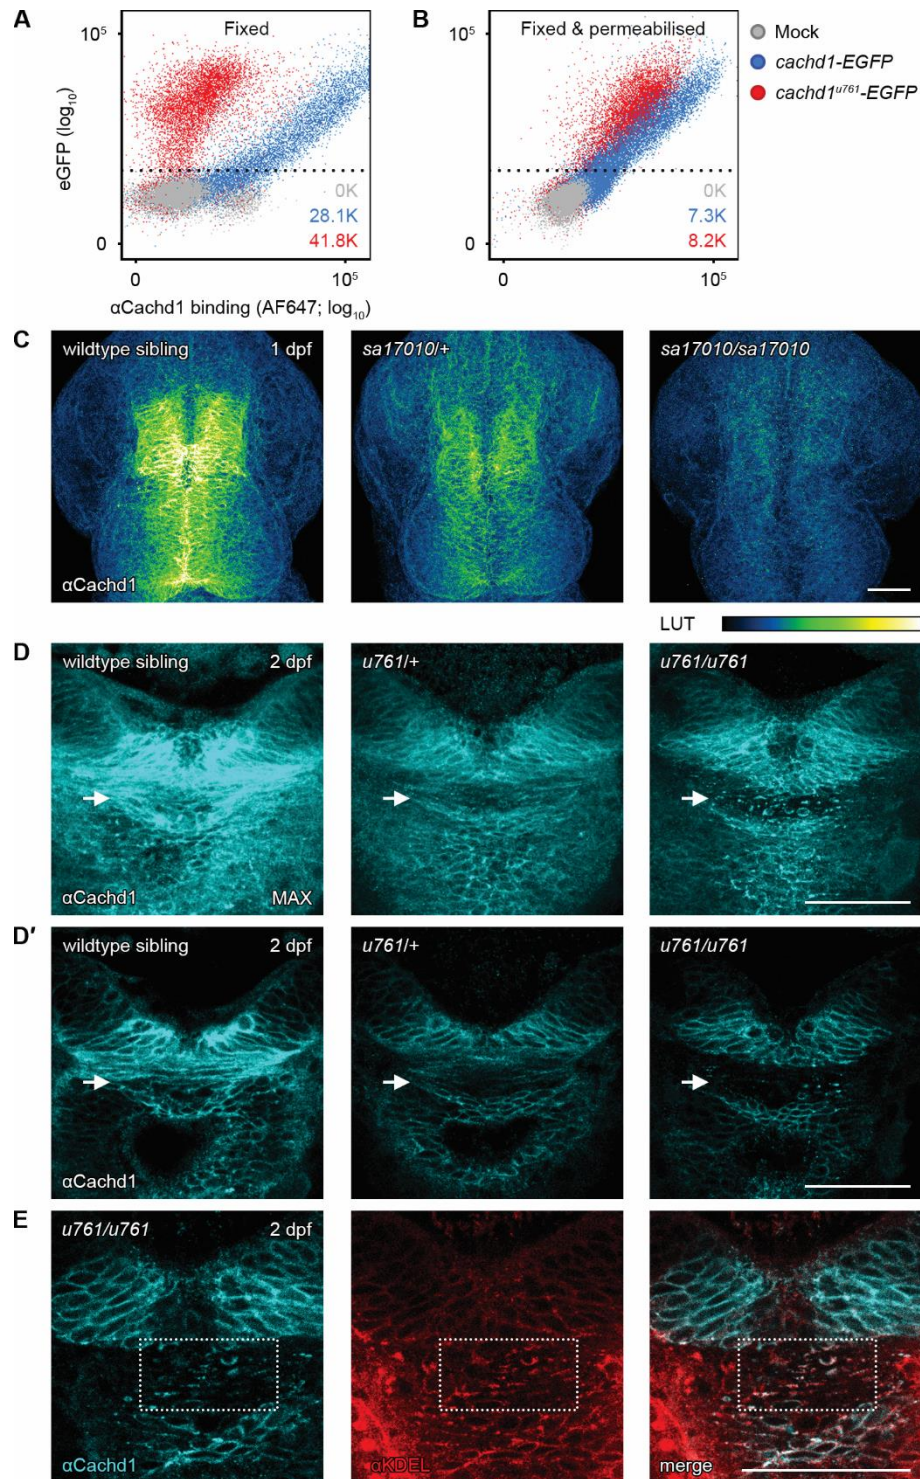 A
Fixed
10⁵
eGFP (log₁₀)
0
0K
28.1K
41.8K
0
10⁵
αCachd1 binding (AF647; log₁₀)
B
Fixed & permeabilised
10⁵
0
0K
7.3K
8.2K
0
10⁵
Mock
cachd1-EGFP
cachd1ᵘ⁷⁶¹-EGFP
C
wildtype sibling 1 dpf
αCachd1
sa17010/+
sa17010/sa17010
LUT
D
wildtype sibling 2 dpf
αCachd1 MAX
u761/+
u761/u761
D′
wildtype sibling 2 dpf
αCachd1
u761/+
u761/u761
E
u761/u761 2 dpf
αCachd1
αKDEL
merge